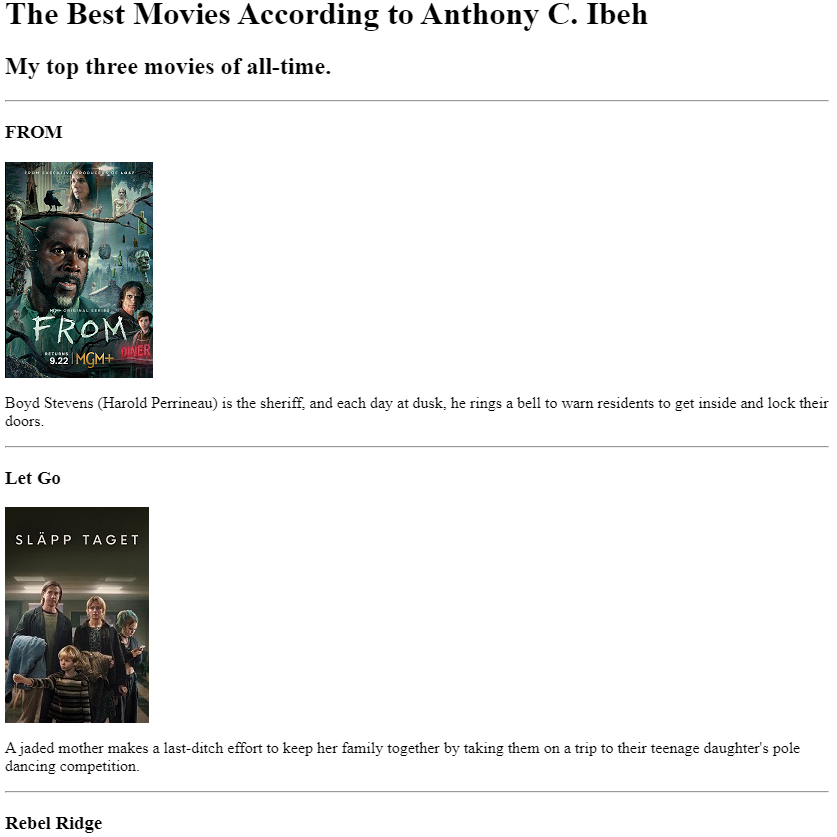 The Best Movies According to Anthony C. Ibeh
My top three movies of all-time.
FROM
FROM EXECUTIVE PRODUCERS OF LOST
MGM+ ORIGINAL SERIES
FROM
RETURNS
9.22 | MGM+
DINER
Boyd Stevens (Harold Perrineau) is the sheriff, and each day at dusk, he rings a bell to warn residents to get inside and lock their
doors.
Let Go
SLÄPP TAGET
A jaded mother makes a last-ditch effort to keep her family together by taking them on a trip to their teenage daughter's pole
dancing competition.
Rebel Ridge